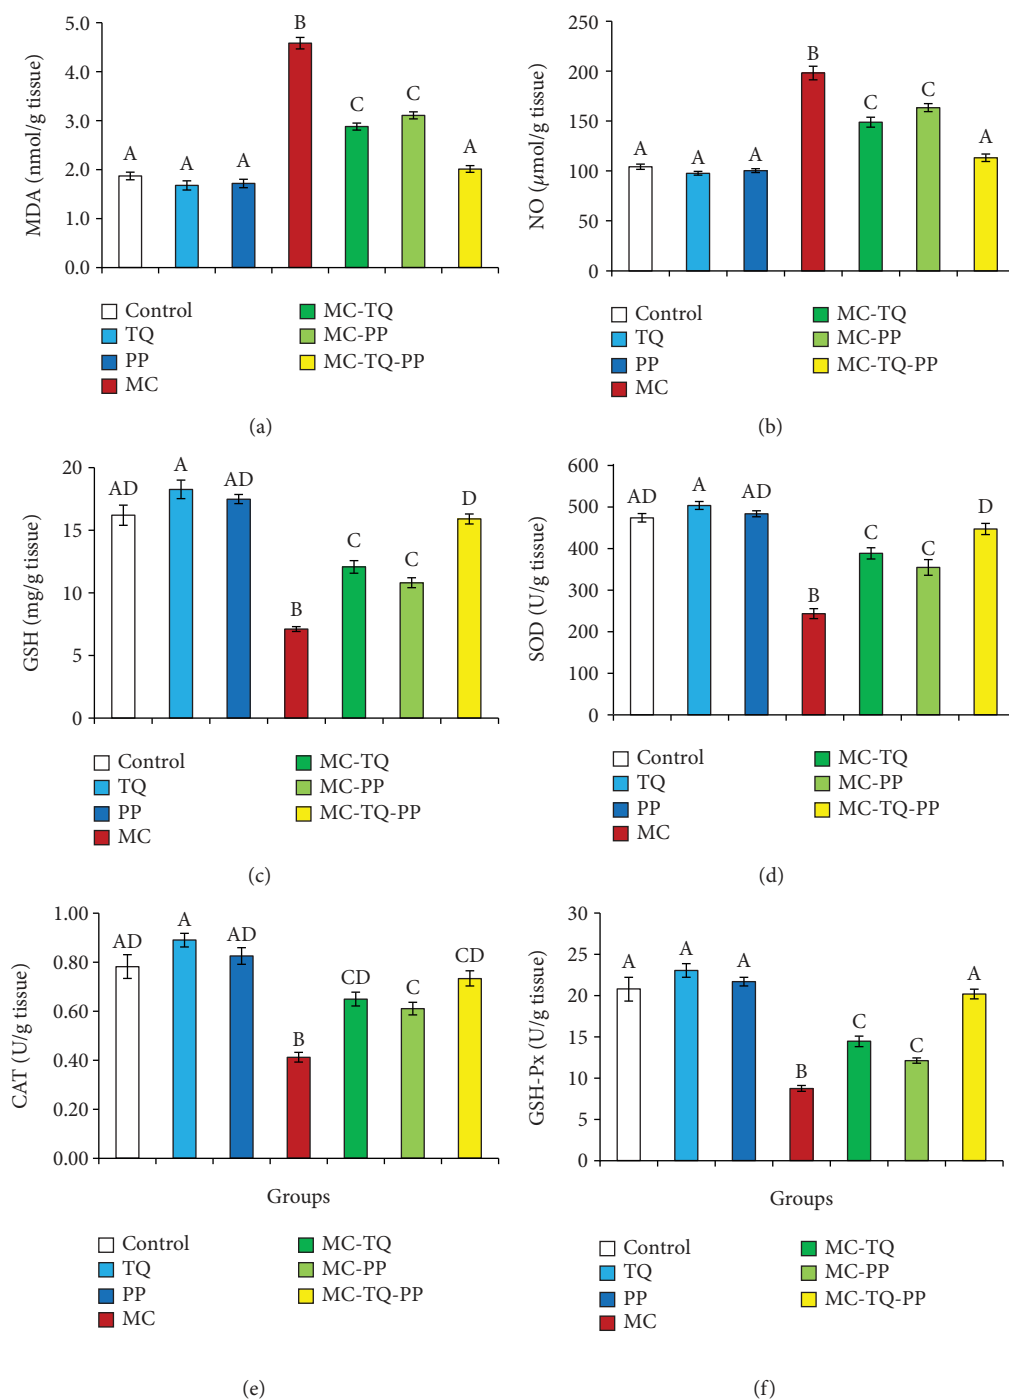 MDA (nmol/g tissue)
5.0
4.0
3.0
2.0
1.0
0.0
A
A
A
B
C
C
A
Control
TQ
PP
MC
MC-TQ
MC-PP
MC-TQ-PP
(a)
NO (µmol/g tissue)
250
200
150
100
50
0
A
A
A
B
C
C
A
Control
TQ
PP
MC
MC-TQ
MC-PP
MC-TQ-PP
(b)
GSH (mg/g tissue)
20
15
10
5
0
AD
A
AD
B
C
C
D
Control
TQ
PP
MC
MC-TQ
MC-PP
MC-TQ-PP
(c)
SOD (U/g tissue)
600
500
400
300
200
100
0
AD
A
AD
B
C
C
D
Control
TQ
PP
MC
MC-TQ
MC-PP
MC-TQ-PP
(d)
CAT (U/g tissue)
1.00
0.80
0.60
0.40
0.20
0.00
AD
A
AD
B
CD
C
CD
Groups
Control
TQ
PP
MC
MC-TQ
MC-PP
MC-TQ-PP
(e)
GSH-Px (U/g tissue)
30
25
20
15
10
5
0
A
A
A
B
C
C
A
Groups
Control
TQ
PP
MC
MC-TQ
MC-PP
MC-TQ-PP
(f)